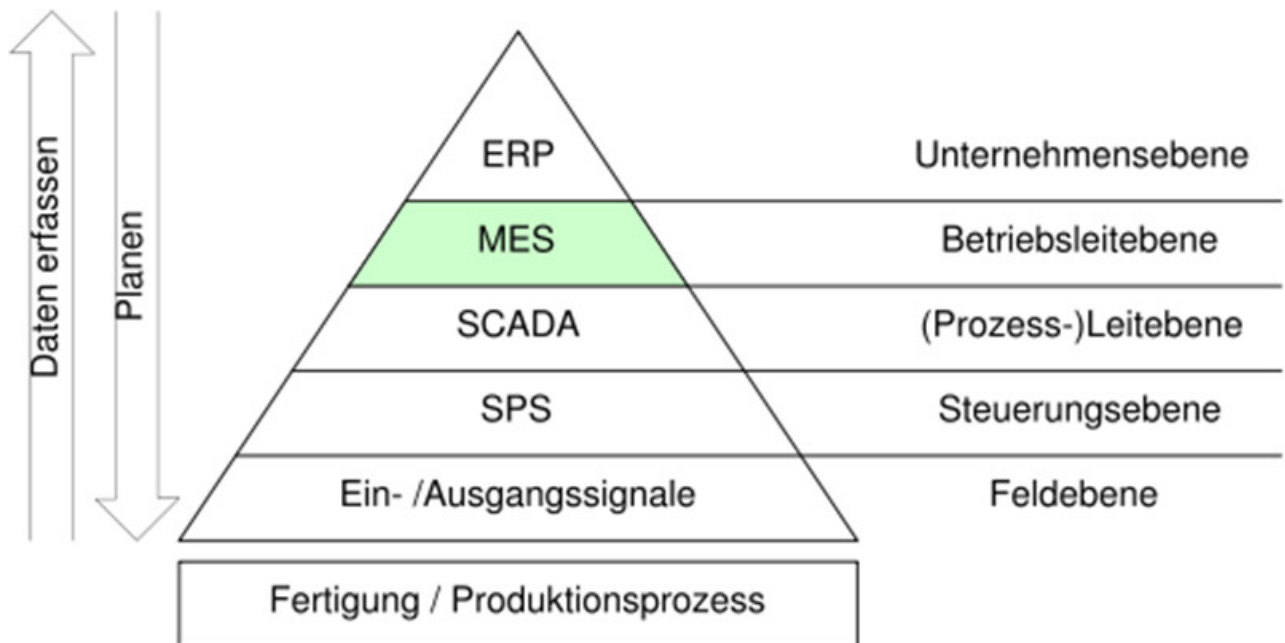 Daten erfassen
Planen
ERP
Unternehmensebene
MES
Betriebsleitebene
SCADA
(Prozess-)Leitebene
SPS
Steuerungsebene
Ein- /Ausgangssignale
Feldebene
Fertigung / Produktionsprozess